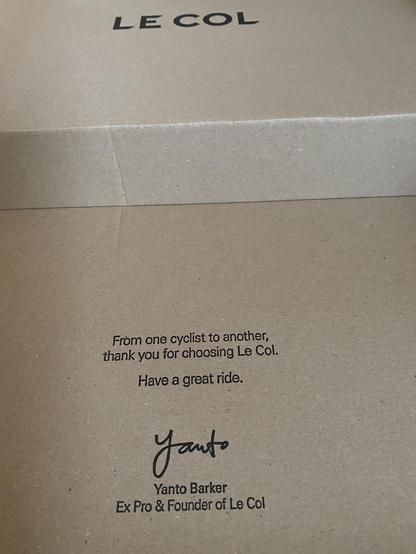 LE COL
From one cyclist to another,
thank you for choosing Le Col.
Have a great ride.
Yanto
Yanto Barker
Ex Pro & Founder of Le Col